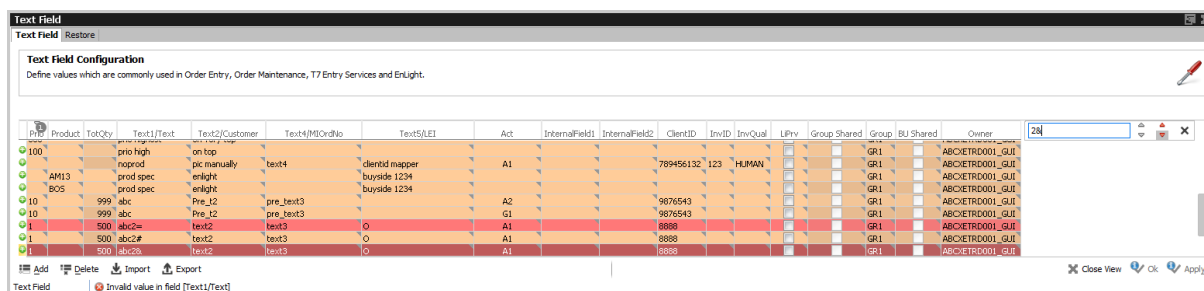 Text Field
Text Field Restore
Text Field Configuration
Define values which are commonly used in Order Entry, Order Maintenance, T7 Entry Services and EnLight.
Prio 1 Product TotQty Text1/Text Text2/Customer Text4/MIOrdNo Text5/LEI Act InternalField1 InternalField2 ClientID InvID InvQual LiPrv Group Shared Group BU Shared Owner 2&
100 prio high on top GR1 ABCXETRD001_GUI
noprod pic manually text4 clientid mapper A1 789456132 123 HUMAN GR1 ABCXETRD001_GUI
AM13 prod spec enlight buyside 1234 GR1 ABCXETRD001_GUI
BOS prod spec enlight buyside 1234 GR1 ABCXETRD001_GUI
10 999 abc Pre_t2 pre_text3 A2 9876543 GR1 ABCXETRD001_GUI
10 999 abc Pre_t2 pre_text3 G1 9876543 GR1 ABCXETRD001_GUI
1 500 abc2= text2 text3 O A1 8888 GR1 ABCXETRD001_GUI
1 500 abc2# text2 text3 O A1 8888 GR1 ABCXETRD001_GUI
1 500 abc2& text2 text3 O A1 8888 GR1 ABCXETRD001_GUI
Add Delete Import Export Close View Ok Apply
Text Field Invalid value in field [Text1/Text]